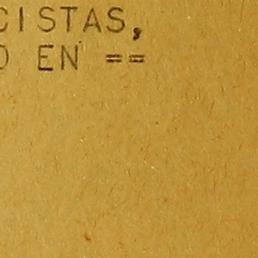 CISTAS,
O EN ==